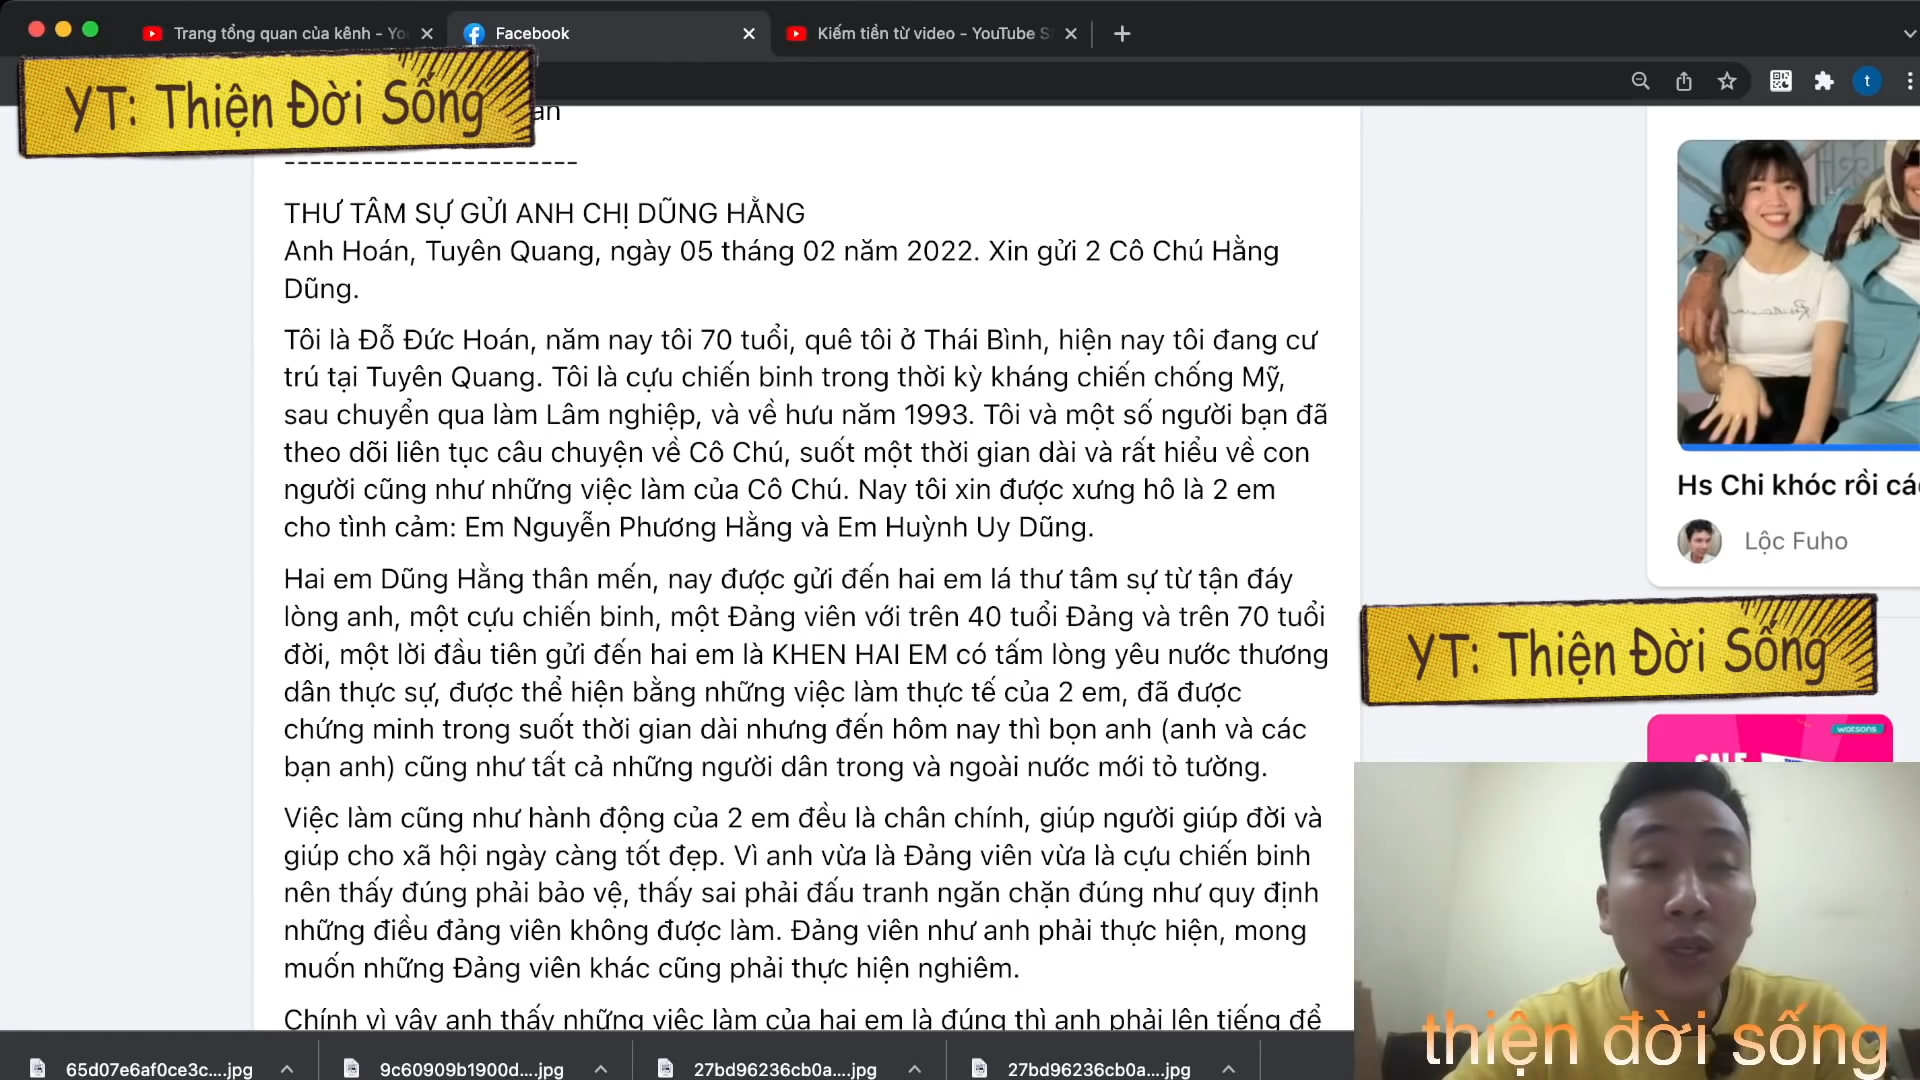 Trang tổng quan của kênh - Yo
Facebook
Kiếm tiền từ video - YouTube S
YT: Thiện Đời Sống
ân
-----------------------
THƯ TÂM SỰ GỬI ANH CHỊ DŨNG HẰNG
Anh Hoán, Tuyên Quang, ngày 05 tháng 02 năm 2022. Xin gửi 2 Cô Chú Hằng
Dũng.
Tôi là Đỗ Đức Hoán, năm nay tôi 70 tuổi, quê tôi ở Thái Bình, hiện nay tôi đang cư
trú tại Tuyên Quang. Tôi là cựu chiến binh trong thời kỳ kháng chiến chống Mỹ,
sau chuyển qua làm Lâm nghiệp, và về hưu năm 1993. Tôi và một số người bạn đã
theo dõi liên tục câu chuyện về Cô Chú, suốt một thời gian dài và rất hiểu về con
người cũng như những việc làm của Cô Chú. Nay tôi xin được xưng hô là 2 em
cho tình cảm: Em Nguyễn Phương Hằng và Em Huỳnh Uy Dũng.
Hai em Dũng Hằng thân mến, nay được gửi đến hai em lá thư tâm sự từ tận đáy
lòng anh, một cựu chiến binh, một Đảng viên với trên 40 tuổi Đảng và trên 70 tuổi
đời, một lời đầu tiên gửi đến hai em là KHEN HAI EM có tấm lòng yêu nước thương
dân thực sự, được thể hiện bằng những việc làm thực tế của 2 em, đã được
chứng minh trong suốt thời gian dài nhưng đến hôm nay thì bọn anh (anh và các
bạn anh) cũng như tất cả những người dân trong và ngoài nước mới tỏ tường.
Việc làm cũng như hành động của 2 em đều là chân chính, giúp người giúp đời và
giúp cho xã hội ngày càng tốt đẹp. Vì anh vừa là Đảng viên vừa là cựu chiến binh
nên thấy đúng phải bảo vệ, thấy sai phải đấu tranh ngăn chặn đúng như quy định
những điều đảng viên không được làm. Đảng viên như anh phải thực hiện, mong
muốn những Đảng viên khác cũng phải thực hiện nghiêm.
Chính vì vậy anh thấy những việc làm của hai em là đúng thì anh phải lên tiếng để
t
Hs Chi khóc rồi cá
Lộc Fuho
YT: Thiện Đời Sống
watsons
SALE
thiện đời sống
65d07e6af0ce3c....jpg
9c60909b1900d....jpg
27bd96236cb0a....jpg
27bd96236cb0a....jpg